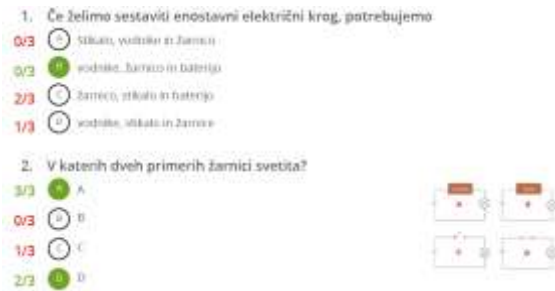 1. Če želimo sestaviti enostavni električni krog, potrebujemo
0/3 A Stikalo, vodnike in žarnico
0/3 B vodnike, žarnico in baterijo
2/3 C žarnico, stikalo in baterijo
1/3 D vodnike, stikalo in žarnice
2. V katerih dveh primerih žarnici svetita?
3/3 A A
0/3 B B
1/3 C C
2/3 D D